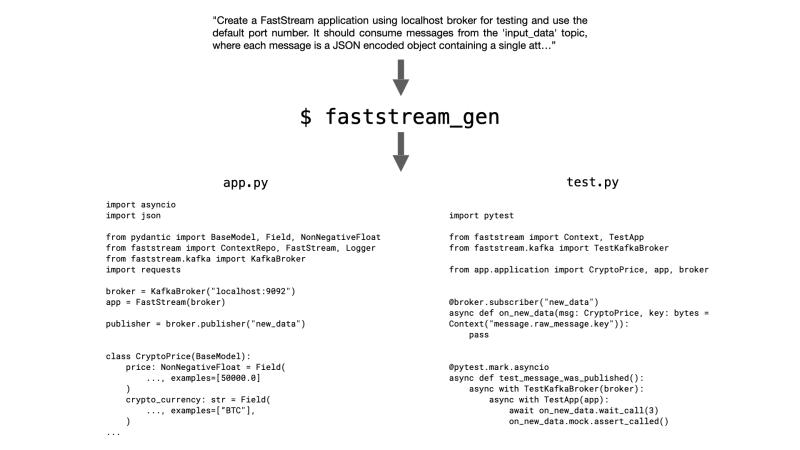 "Create a FastStream application using localhost broker for testing and use the
default port number. It should consume messages from the 'input_data' topic,
where each message is a JSON encoded object containing a single att..."
$ faststream_gen
app.py
import asyncio
import json

from pydantic import BaseModel, Field, NonNegativeFloat
from faststream import ContextRepo, FastStream, Logger
from faststream.kafka import KafkaBroker
import requests

broker = KafkaBroker("localhost:9092")
app = FastStream(broker)

publisher = broker.publisher("new_data")


class CryptoPrice(BaseModel):
    price: NonNegativeFloat = Field(
        ..., examples=[50000.0]
    )
    crypto_currency: str = Field(
        ..., examples=["BTC"],
    )
...
test.py
import pytest

from faststream import Context, TestApp
from faststream.kafka import TestKafkaBroker

from app.application import CryptoPrice, app, broker


@broker.subscriber("new_data")
async def on_new_data(msg: CryptoPrice, key: bytes =
Context("message.raw_message.key")):
    pass


@pytest.mark.asyncio
async def test_message_was_published():
    async with TestKafkaBroker(broker):
        async with TestApp(app):
            await on_new_data.wait_call(3)
            on_new_data.mock.assert_called()